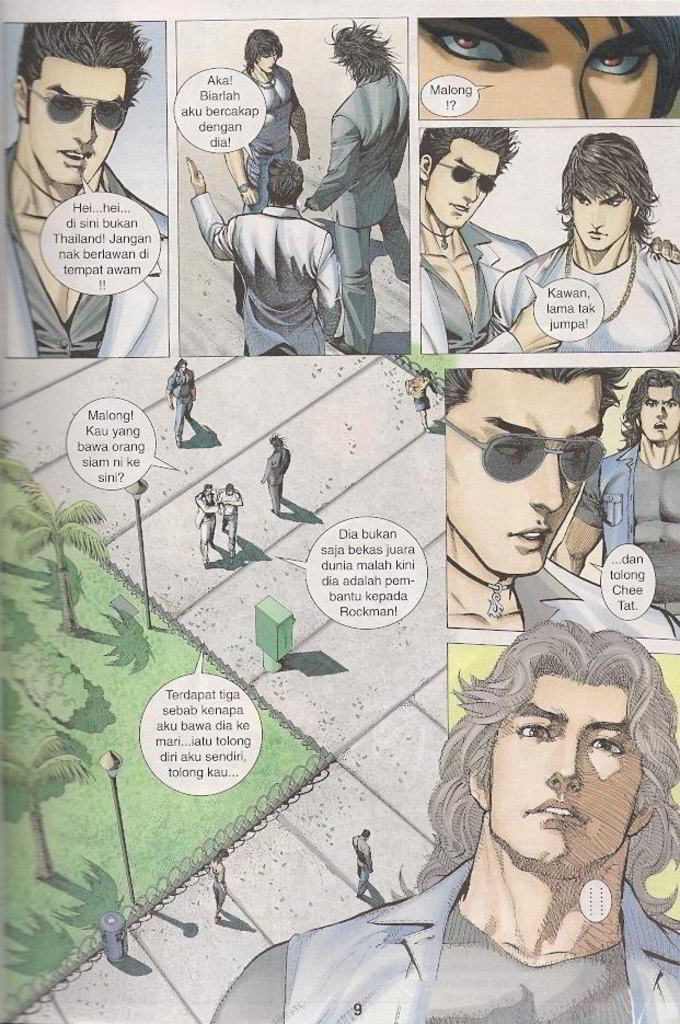 Hei...hei...
di sini bukan
Thailand! Jangan
nak berlawan di
tempat awam
!!
Aka!
Biarlah
aku bercakap
dengan
dia!
Malong
!?
Kawan,
lama tak
jumpa!
Malong!
Kau yang
bawa orang
siam ni ke
sini?
Dia bukan
saja bekas juara
dunia malah kini
dia adalah pem-
bantu kepada
Rockman!
Terdapat tiga
sebab kenapa
aku bawa dia ke
mari...iatu tolong
diri aku sendiri,
tolong kau...
...dan
tolong
Chee
Tat.
......
9